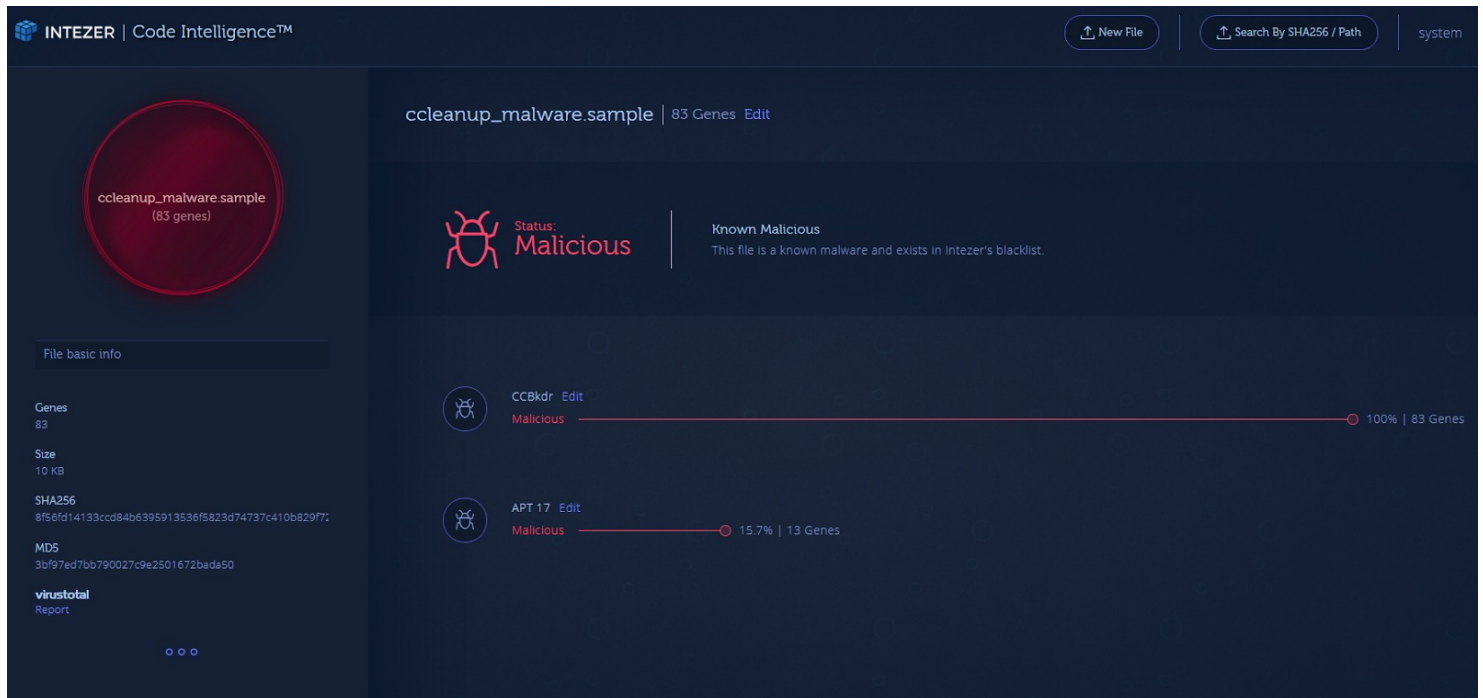 INTEZER | Code Intelligence™
New File
Search By SHA256 / Path
system
ccleanup_malware.sample
(83 genes)
File basic info
Genes
83
Size
10 KB
SHA256
8f56fd14133ccd84b6395913536f5823d74737c410b829f72
MD5
3bf97ed7bb790027c9e2501672bada50
virustotal
Report
ccleanup_malware.sample | 83 Genes Edit
Status:
Malicious
Known Malicious
This file is a known malware and exists in Intezer's blacklist.
CCBkdr Edit
Malicious 100% | 83 Genes
APT 17 Edit
Malicious 15.7% | 13 Genes